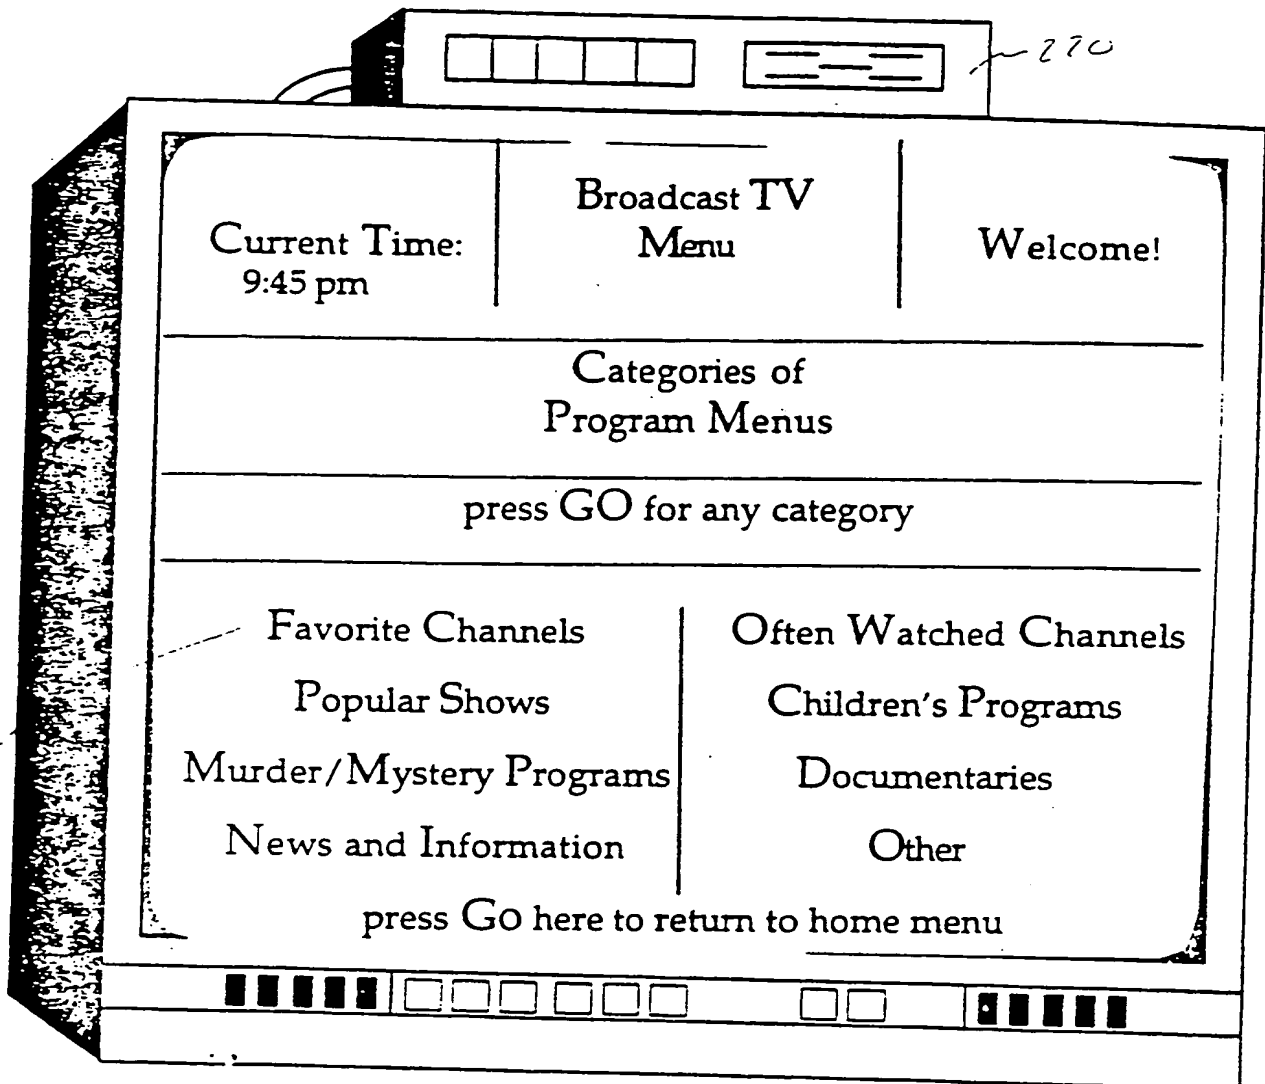 220
Broadcast TV
Menu
Current Time:
9:45 pm
Welcome!
Categories of
Program Menus
press GO for any category
Favorite Channels
Popular Shows
Murder/Mystery Programs
News and Information
Often Watched Channels
Children's Programs
Documentaries
Other
press Go here to return to home menu